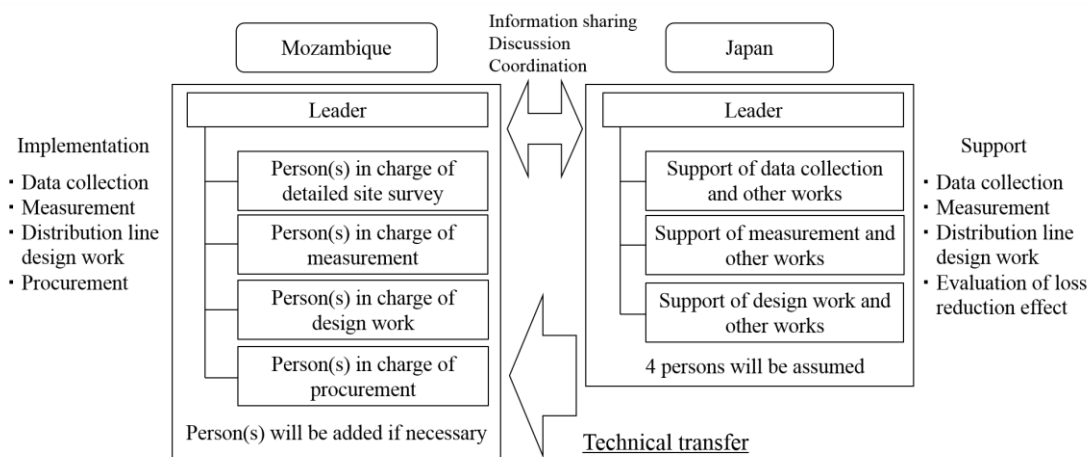 Mozambique
Information sharing
Discussion
Coordination
Japan
Implementation
・Data collection
・Measurement
・Distribution line
design work
・Procurement
Leader
Person(s) in charge of
detailed site survey
Person(s) in charge of
measurement
Person(s) in charge of
design work
Person(s) in charge of
procurement
Person(s) will be added if necessary
Leader
Support of data collection
and other works
Support of measurement and
other works
Support of design work and
other works
4 persons will be assumed
Technical transfer
Support
・Data collection
・Measurement
・Distribution line
design work
・Evaluation of loss
reduction effect